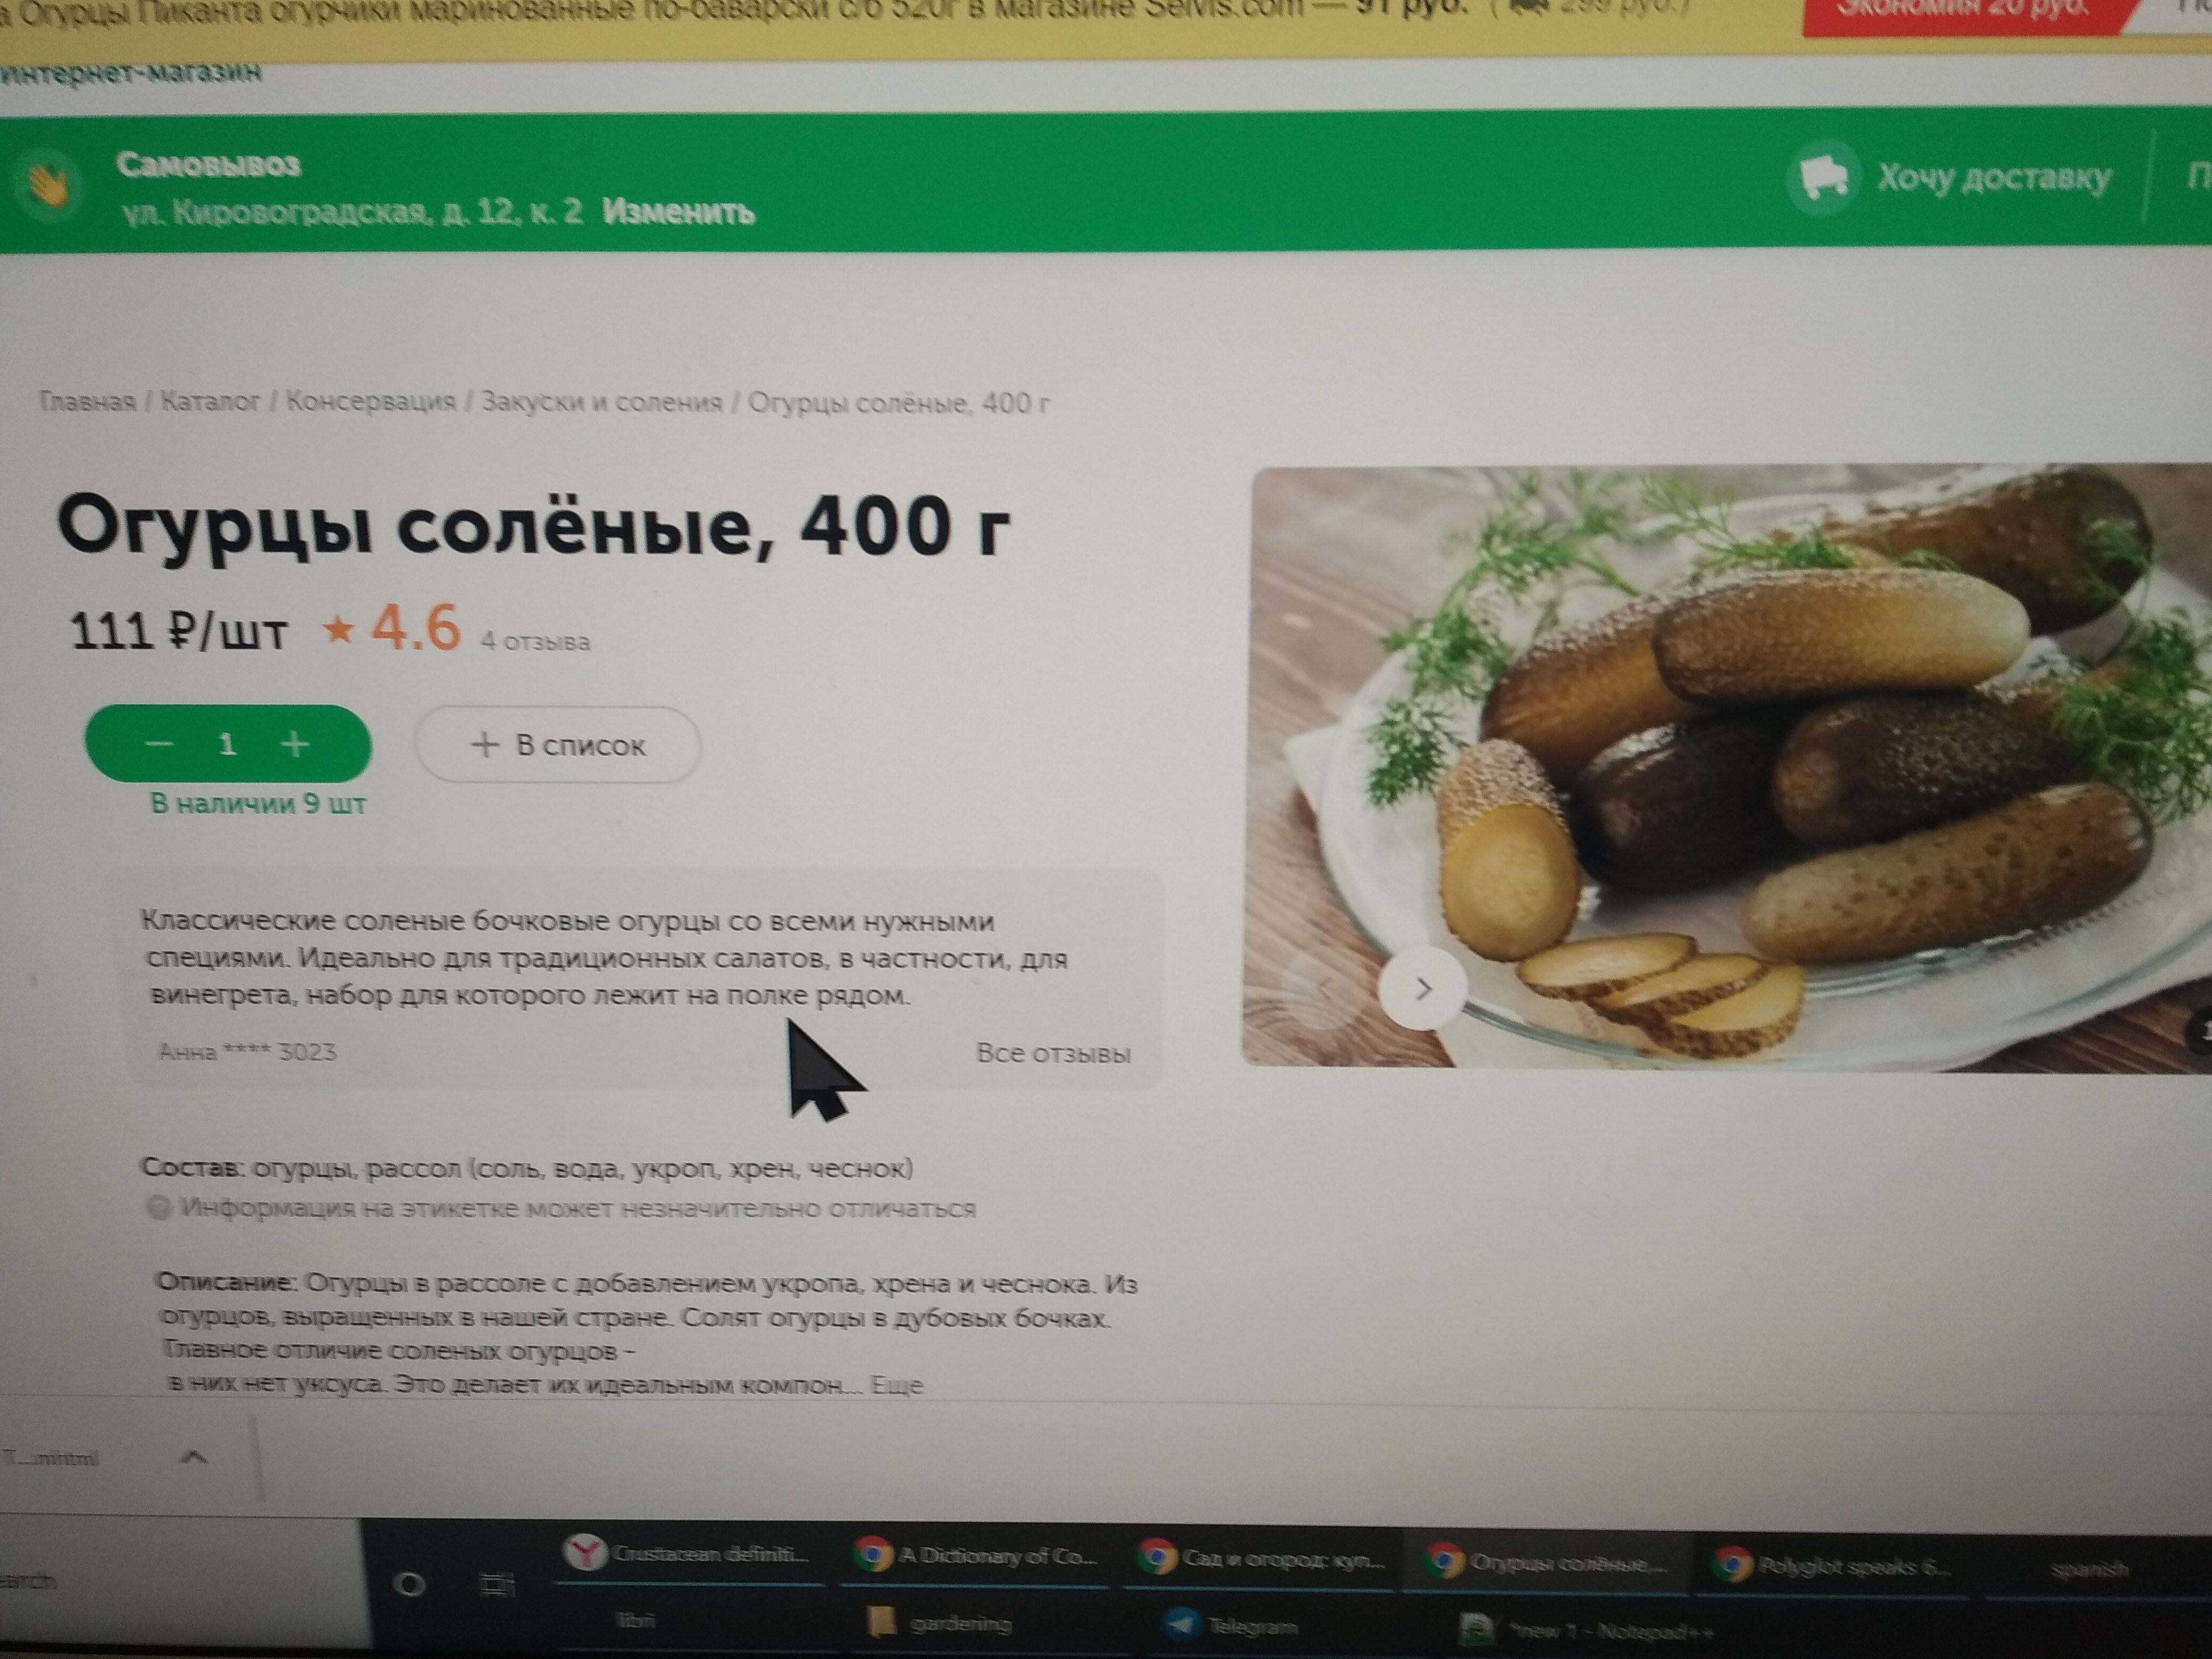 Огурцы Пиканта огурчики маринованные по-баварски с/б 520г в магазине Selvis.com — 91 руб. ( 299 руб.)
Экономия 20 руб.
интернет-магазин
Самовывоз
ул. Кировоградская, д. 12, к. 2 Изменить
Хочу доставку
Главная / Каталог / Консервация / Закуски и соления / Огурцы солёные, 400 г
Огурцы солёные, 400 г
111 ₽/шт ★ 4.6 4 отзыва
− 1 +
+ В список
В наличии 9 шт
Классические соленые бочковые огурцы со всеми нужными
специями. Идеально для традиционных салатов, в частности, для
винегрета, набор для которого лежит на полке рядом.
Анна **** 3023
Все отзывы
Состав: огурцы, рассол (соль, вода, укроп, хрен, чеснок)
Информация на этикетке может незначительно отличаться
Описание: Огурцы в рассоле с добавлением укропа, хрена и чеснока. Из
огурцов, выращенных в нашей стране. Солят огурцы в дубовых бочках.
Главное отличие соленых огурцов –
в них нет уксуса. Это делает их идеальным компон... Еще
....mhtml
earch
Crustacean definiti...
A Dictionary of Co...
Сад и огород: куп...
Огурцы солёные,...
Polyglot speaks 6...
spanish
libri
gardening
Telegram
*new 1 - Notepad++